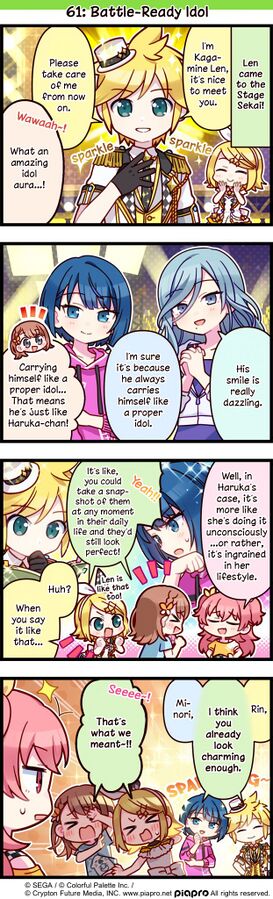 61: Battle-Ready Idol
Len
came to
the Stage
Sekai!
I'm
Kaga-
mine Len,
it's nice
to meet
you.
Please
take care
of me
from now
on.
sparkle
sparkle
Wawaah~!
What an
amazing
idol
aura...!
His
smile is
really
dazzling.
I'm sure
it's because
he always
carries
himself like
a proper
idol.
Carrying
himself like a
proper idol...
That means
he's just like
Haruka-chan!
Well, in
Haruka's
case, it's
more like
she's doing it
unconsciously
...or rather,
it's ingrained
in her
lifestyle.
Yeah!!
It's like,
you could
take a snap-
shot of them
at any moment
in their daily
life and they'd
still look
perfect!
Len is
like that
too!
Huh?
When
you say
it like
that...
Rin,
Mi-
nori,
I think
you
already
look
charming
enough.
SPA
G-
Seeee~!
That's
what we
meant~!!
© SEGA / © Colorful Palette Inc. /
© Crypton Future Media, INC. www.piapro.net piapro All rights reserved.